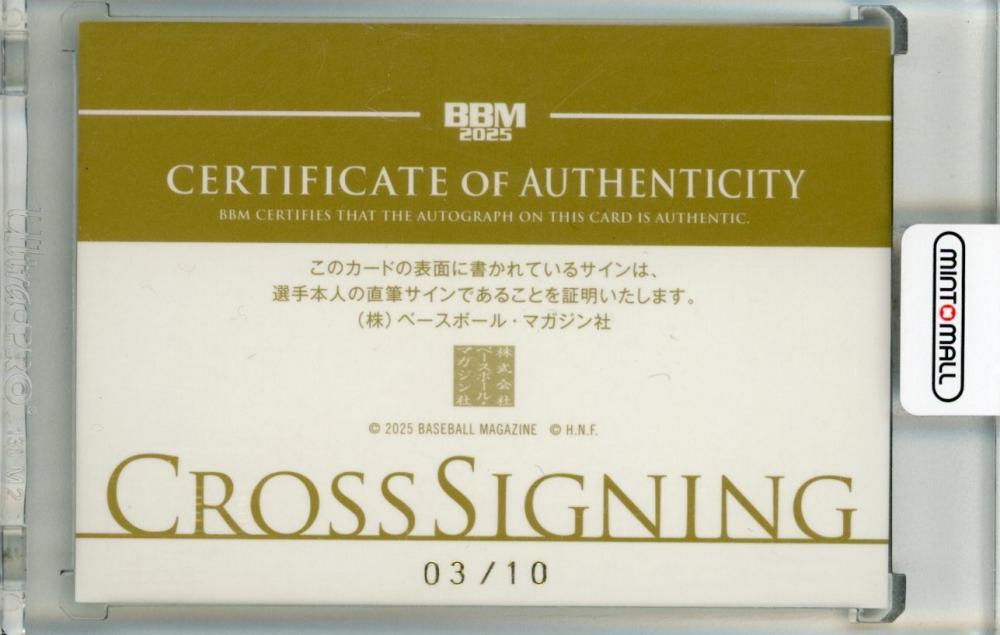 BBM
2025
CERTIFICATE OF AUTHENTICITY
BBM CERTIFIES THAT THE AUTOGRAPH ON THIS CARD IS AUTHENTIC.
このカードの表面に書かれているサインは、
選手本人の直筆サインであることを証明いたします。
(株)ベースボール・マガジン社
株式会社
ベースボール・
マガジン社
© 2025 BASEBALL MAGAZINE © H.N.F.
CROSSSIGNING
03/10
MINTMALL
Ultra•PRO®